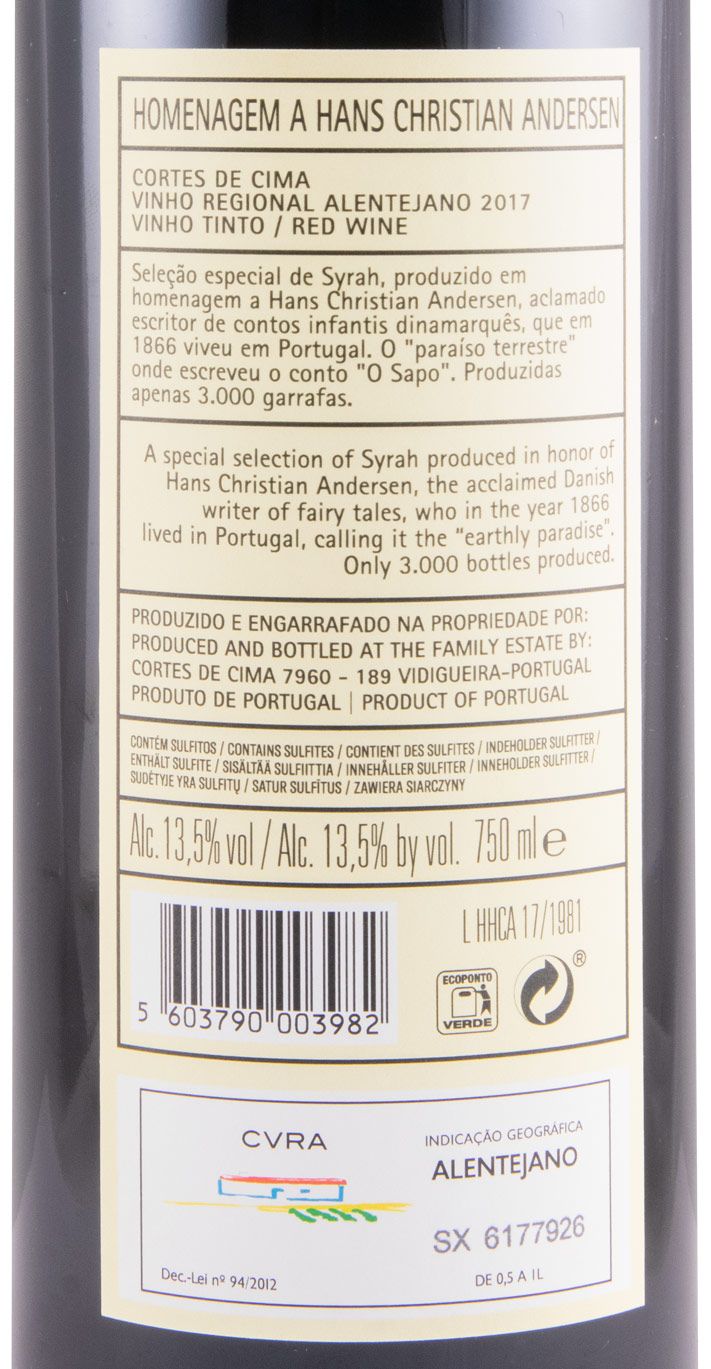 HOMENAGEM A HANS CHRISTIAN ANDERSEN
CORTES DE CIMA
VINHO REGIONAL ALENTEJANO 2017
VINHO TINTO / RED WINE
Seleção especial de Syrah, produzido em
homenagem a Hans Christian Andersen, aclamado
escritor de contos infantis dinamarquês, que em
1866 viveu em Portugal. O "paraíso terrestre"
onde escreveu o conto "O Sapo". Produzidas
apenas 3.000 garrafas.
A special selection of Syrah produced in honor of
Hans Christian Andersen, the acclaimed Danish
writer of fairy tales, who in the year 1866
lived in Portugal, calling it the "earthly paradise".
Only 3.000 bottles produced.
PRODUZIDO E ENGARRAFADO NA PROPRIEDADE POR:
PRODUCED AND BOTTLED AT THE FAMILY ESTATE BY:
CORTES DE CIMA 7960 - 189 VIDIGUEIRA-PORTUGAL
PRODUTO DE PORTUGAL | PRODUCT OF PORTUGAL
CONTÉM SULFITOS / CONTAINS SULFITES / CONTIENT DES SULFITES / INDEHOLDER SULFITTER /
ENTHÄLT SULFITE / SISÄLTÄÄ SULFIITTIA / INNEHÅLLER SULFITER / INNEHOLDER SULFITTER /
SUDĖTYJE YRA SULFITŲ / SATUR SULFĪTUS / ZAWIERA SIARCZYNY
Alc. 13,5% vol / Alc. 13,5% by vol. 750 ml e
L HHCA 17/1981
ECOPONTO
VERDE
®
5 603790 003982
CVRA
INDICAÇÃO GEOGRÁFICA
ALENTEJANO
SX 6177926
Dec.-Lei nº 94/2012
DE 0,5 A 1L